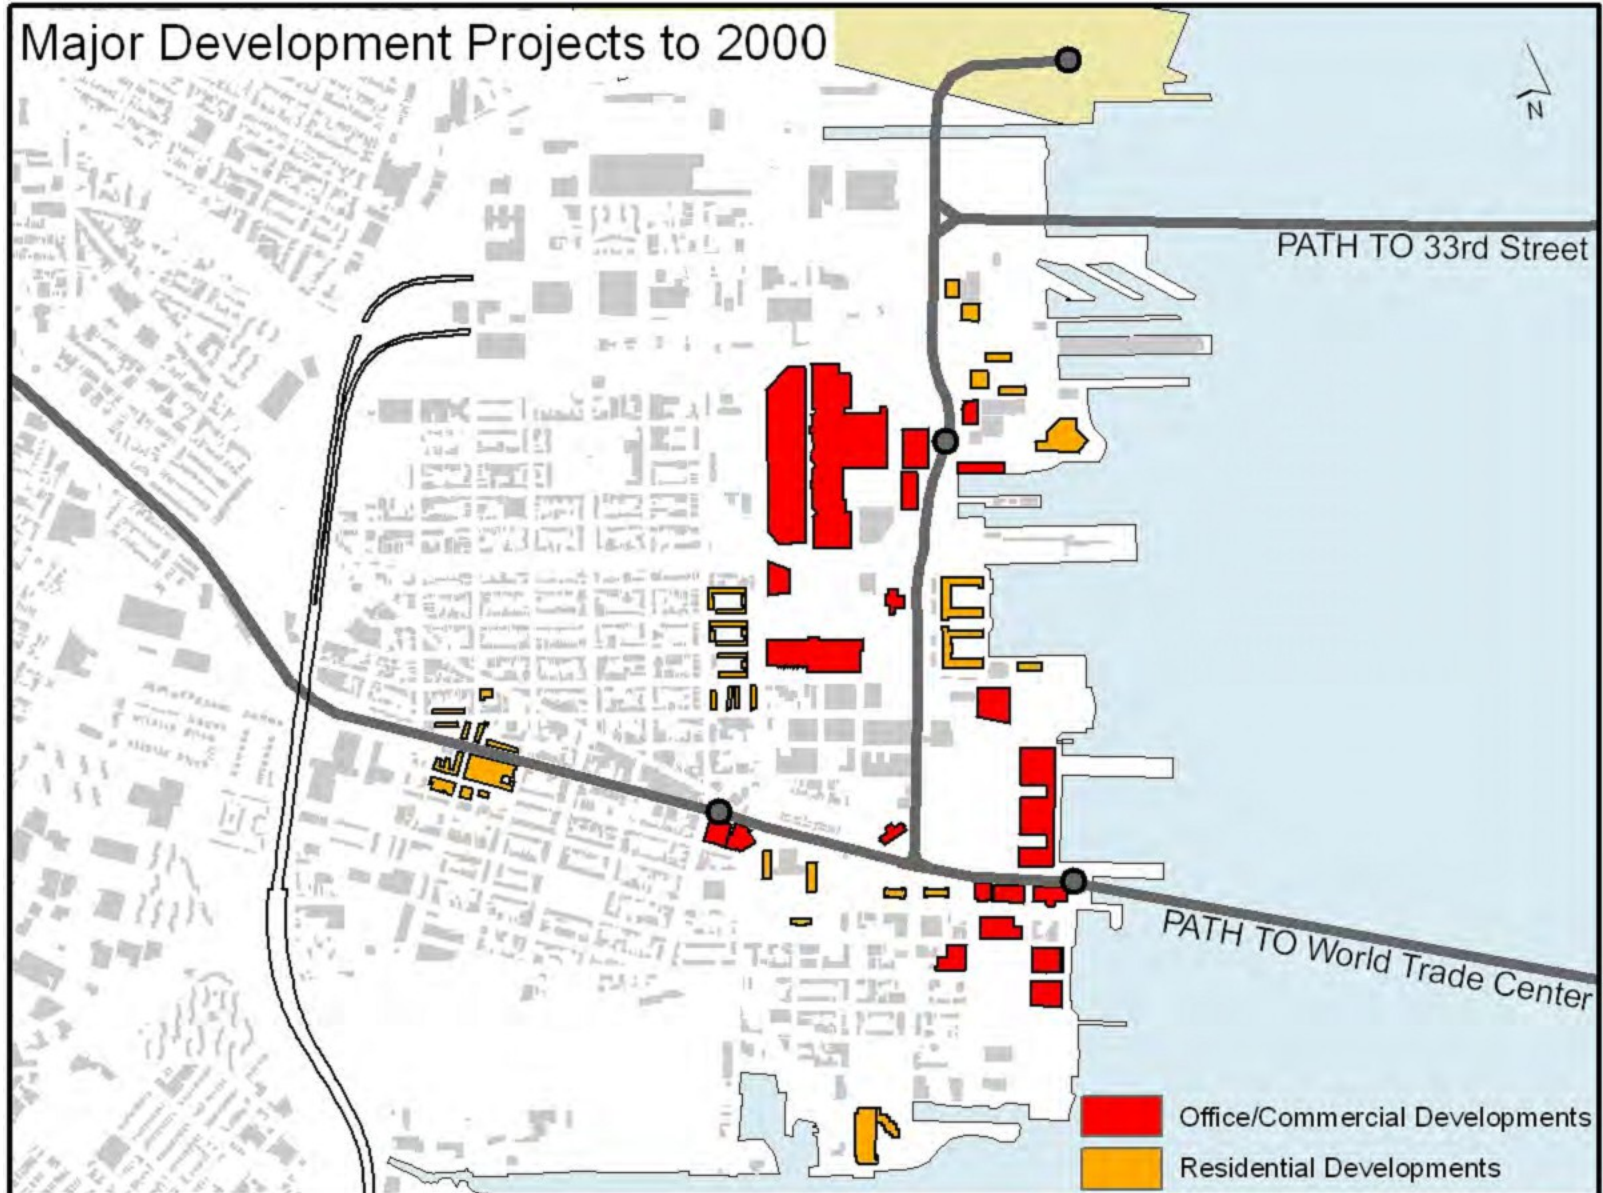 Major Development Projects to 2000
N
PATH TO 33rd Street
PATH TO World Trade Center
Office/Commercial Developments
Residential Developments